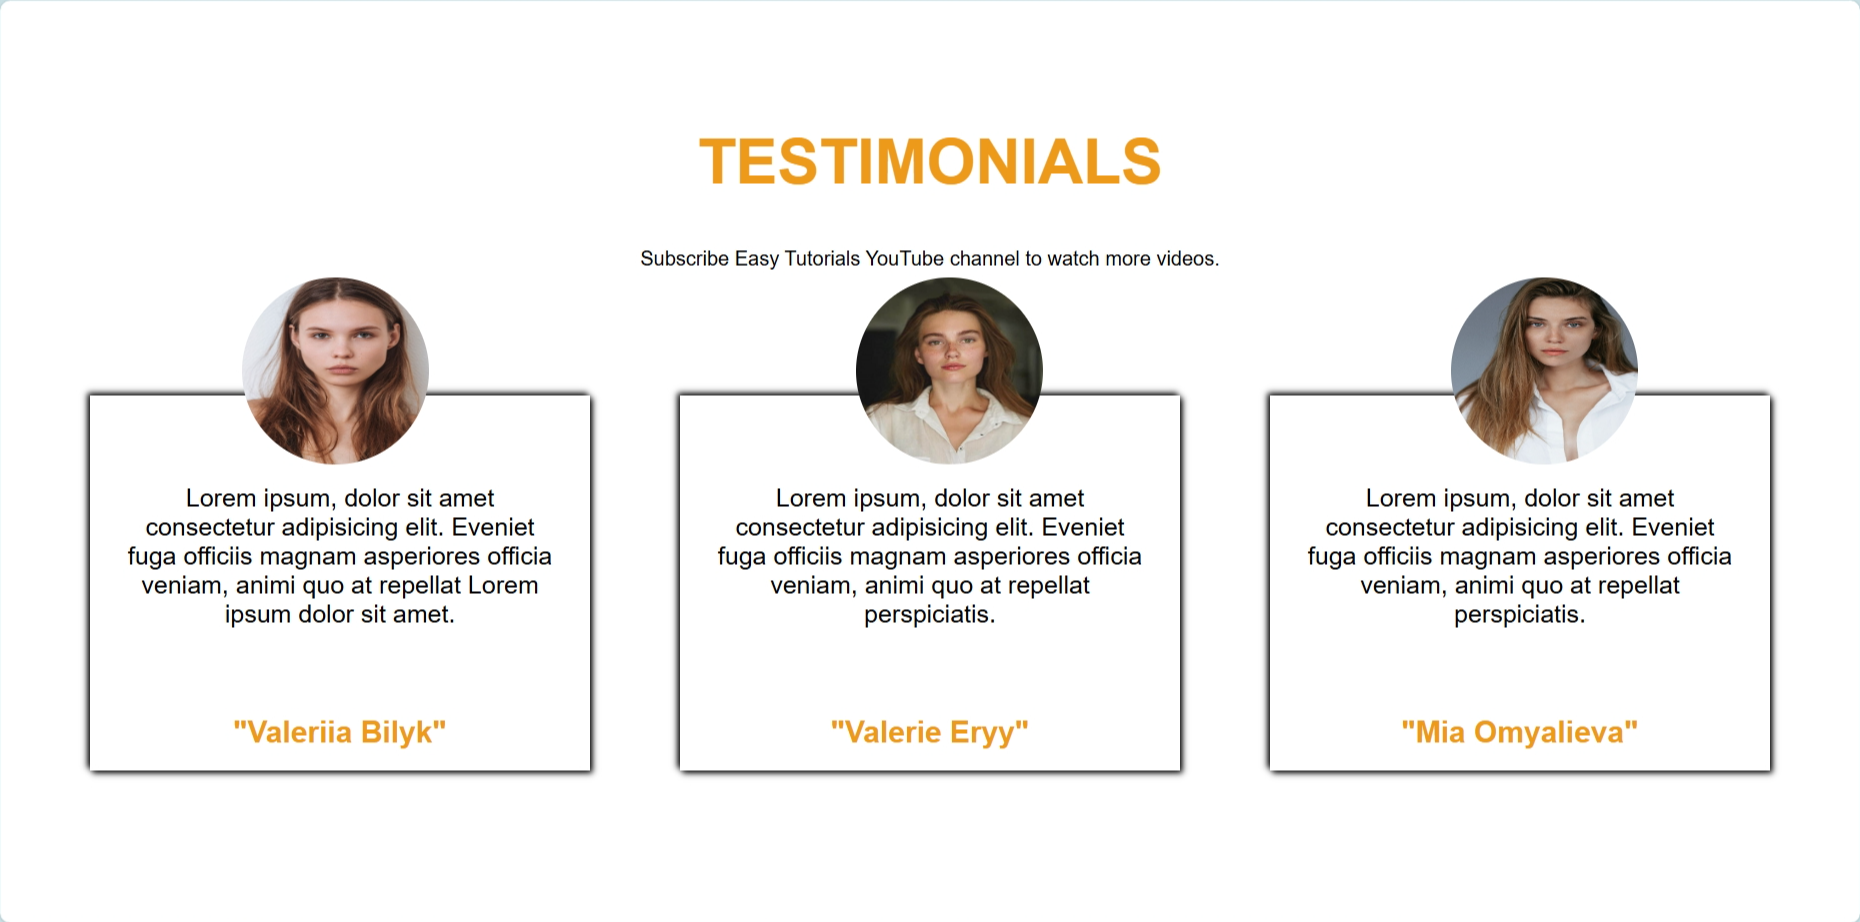 TESTIMONIALS
Subscribe Easy Tutorials YouTube channel to watch more videos.
Lorem ipsum, dolor sit amet
consectetur adipisicing elit. Eveniet
fuga officiis magnam asperiores officia
veniam, animi quo at repellat Lorem
ipsum dolor sit amet.
"Valeriia Bilyk"
Lorem ipsum, dolor sit amet
consectetur adipisicing elit. Eveniet
fuga officiis magnam asperiores officia
veniam, animi quo at repellat
perspiciatis.
"Valerie Eryy"
Lorem ipsum, dolor sit amet
consectetur adipisicing elit. Eveniet
fuga officiis magnam asperiores officia
veniam, animi quo at repellat
perspiciatis.
"Mia Omyalieva"